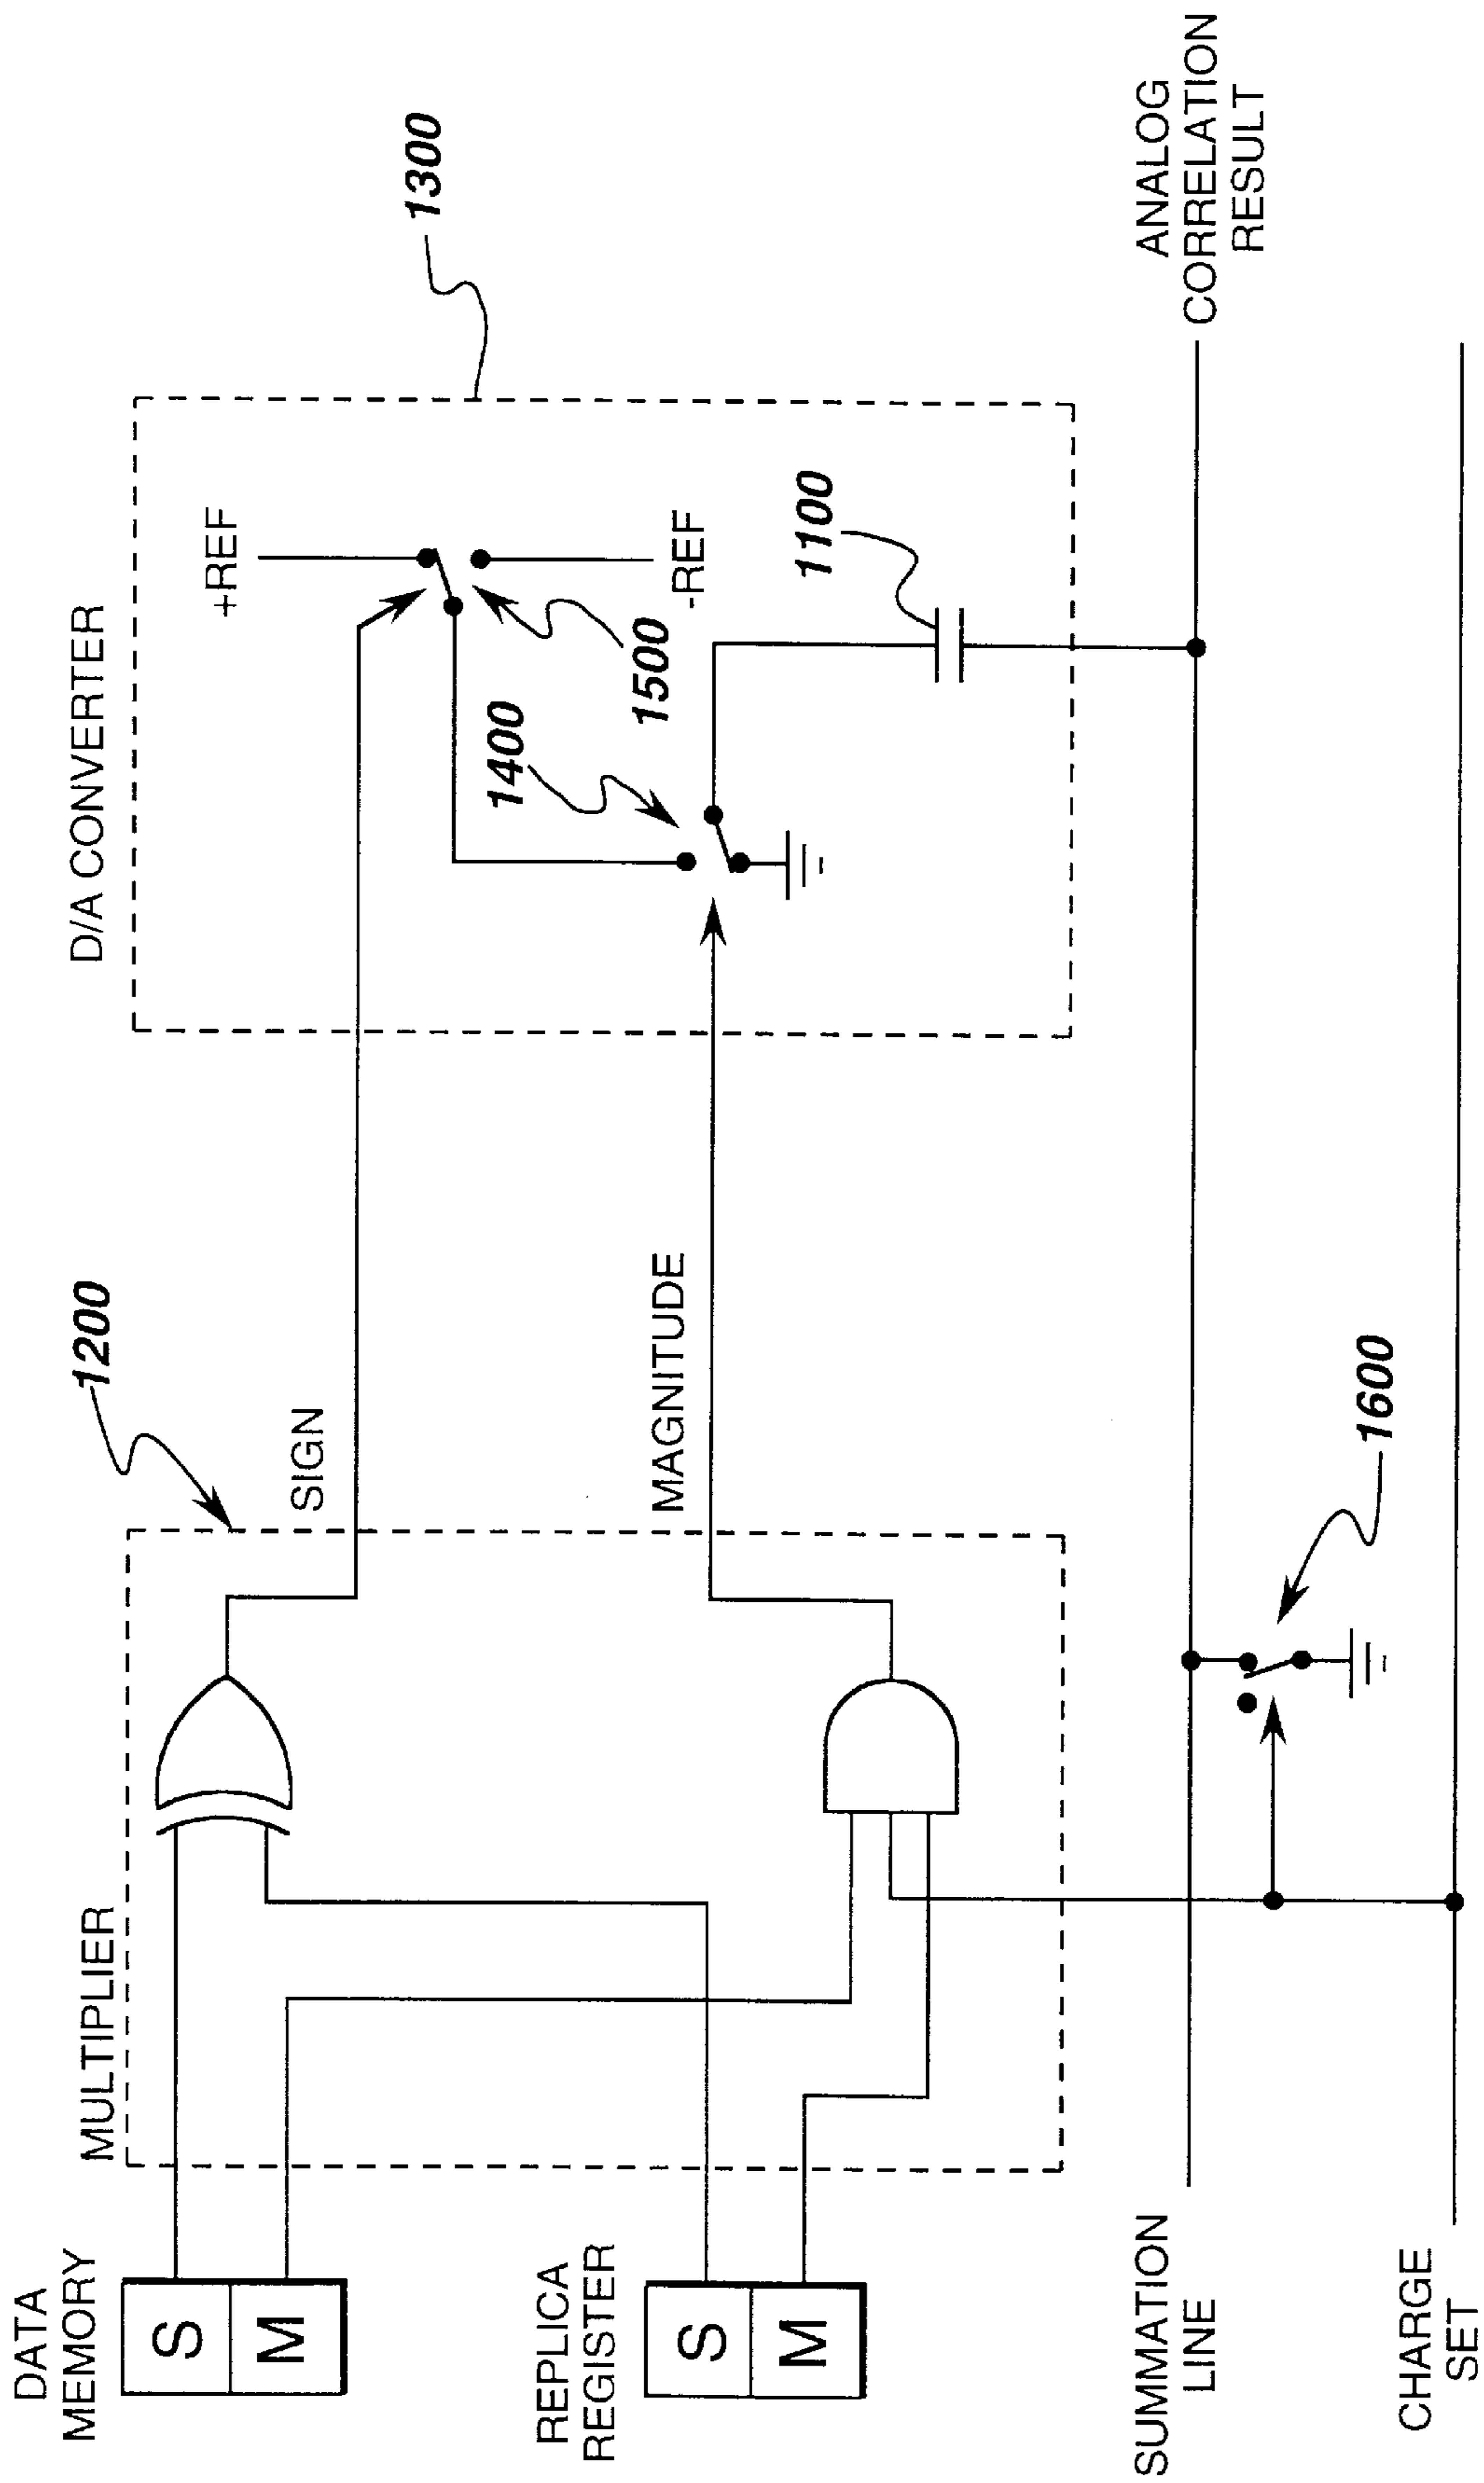 DATA
MEMORY
S
M
MULTIPLIER
1200
SIGN
D/A CONVERTER
+REF
1300
REPLICA
REGISTER
S
M
MAGNITUDE
1400
1500
-REF
1100
SUMMATION
LINE
1600
ANALOG
CORRELATION
RESULT
CHARGE
SET